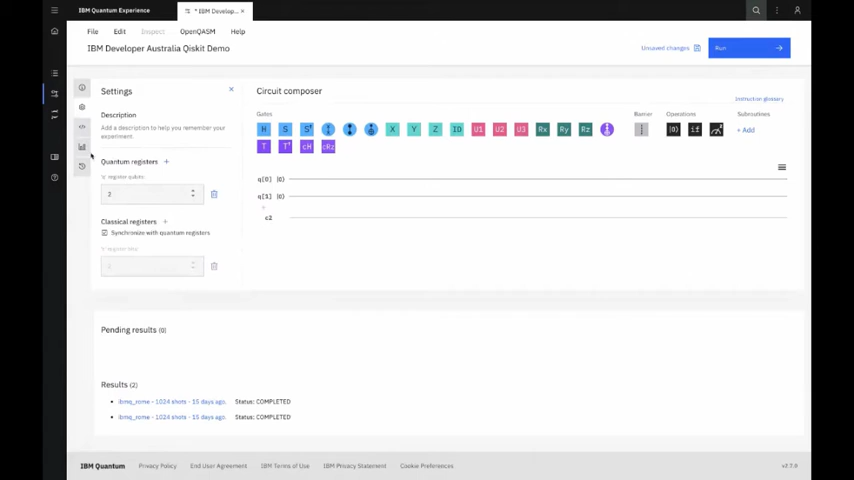 IBM Quantum Experience
* IBM Develop... ×
File Edit Inspect OpenQASM Help
IBM Developer Australia Qiskit Demo
Unsaved changes
Run
Settings
Circuit composer
Instruction glossary
Description
Add a description to help you remember your
experiment.
Gates
Barrier
Operations
Subroutines
H S S† X Y Z ID U1 U2 U3 Rx Ry Rz
|0⟩ if
+ Add
T T† cH cRz
Quantum registers +
'q' register qubits
2
q[0] |0⟩
q[1] |0⟩
c2
Classical registers +
Synchronize with quantum registers
Pending results (0)
Results (2)
ibmq_rome - 1024 shots - 15 days ago. Status: COMPLETED
ibmq_rome - 1024 shots - 15 days ago. Status: COMPLETED
IBM Quantum Privacy Policy End User Agreement IBM Terms of Use IBM Privacy Statement Cookie Preferences